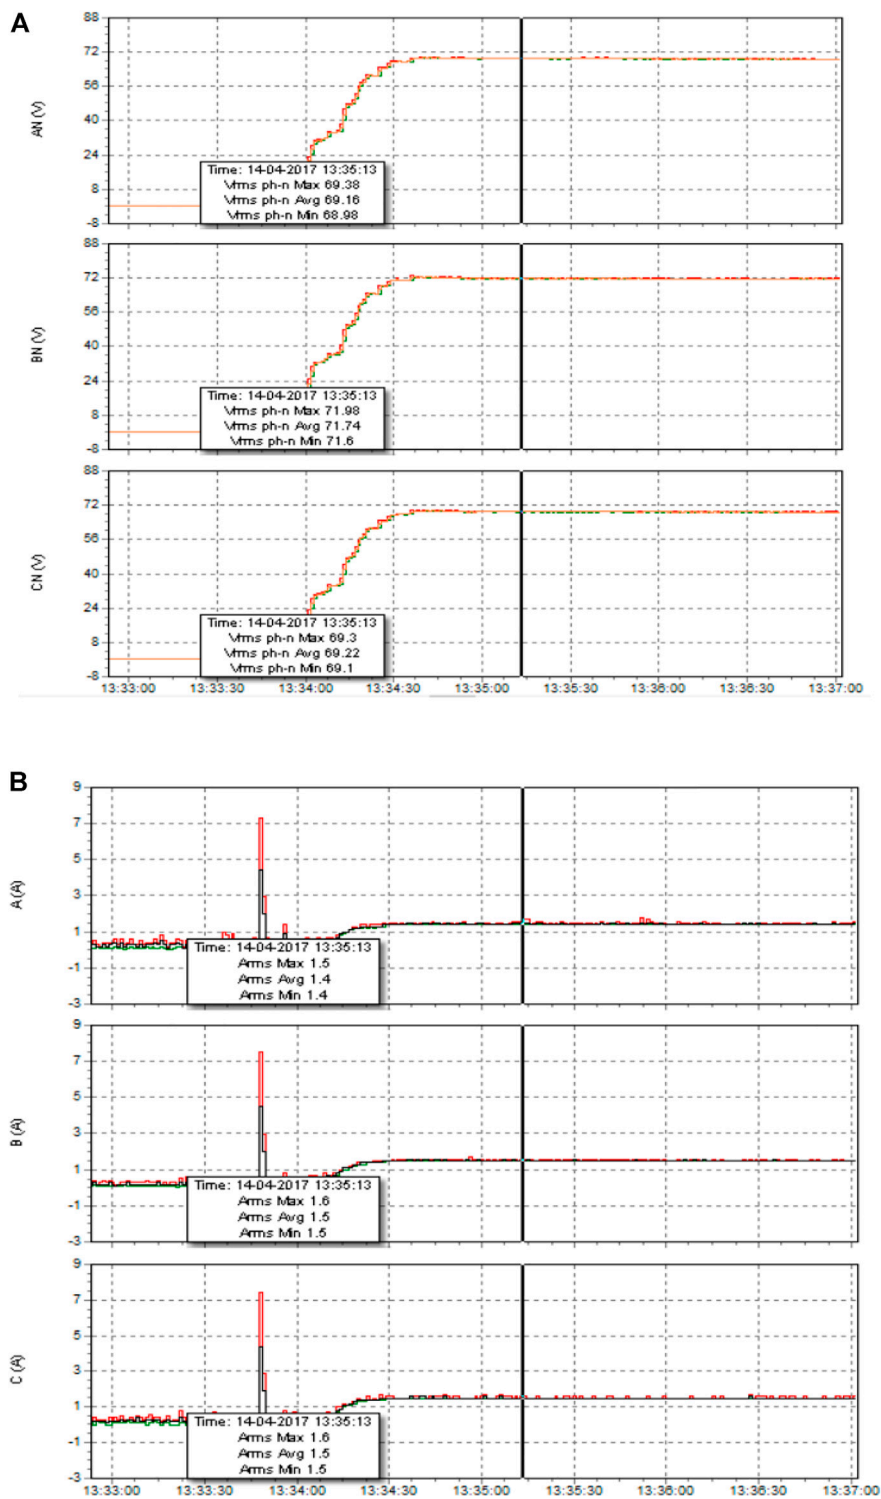 A
88
72
56
40
24
8
-8
AN (V)
Time: 14-04-2017 13:35:13
Vrms ph-n Max 69.38
Vrms ph-n Avg 69.16
Vrms ph-n Min 68.98
88
72
56
40
24
8
-8
BN (V)
Time: 14-04-2017 13:35:13
Vrms ph-n Max 71.98
Vrms ph-n Avg 71.74
Vrms ph-n Min 71.6
88
72
56
40
24
8
-8
CN (V)
Time: 14-04-2017 13:35:13
Vrms ph-n Max 69.3
Vrms ph-n Avg 69.22
Vrms ph-n Min 69.1
13:33:00 13:33:30 13:34:00 13:34:30 13:35:00 13:35:30 13:36:00 13:36:30 13:37:00
B
9
7
5
3
1
-1
-3
A (A)
Time: 14-04-2017 13:35:13
Arms Max 1.5
Arms Avg 1.4
Arms Min 1.4
9
7
5
3
1
-1
-3
B (A)
Time: 14-04-2017 13:35:13
Arms Max 1.6
Arms Avg 1.5
Arms Min 1.5
9
7
5
3
1
-1
-3
C (A)
Time: 14-04-2017 13:35:13
Arms Max 1.6
Arms Avg 1.5
Arms Min 1.5
13:33:00 13:33:30 13:34:00 13:34:30 13:35:00 13:35:30 13:36:00 13:36:30 13:37:00